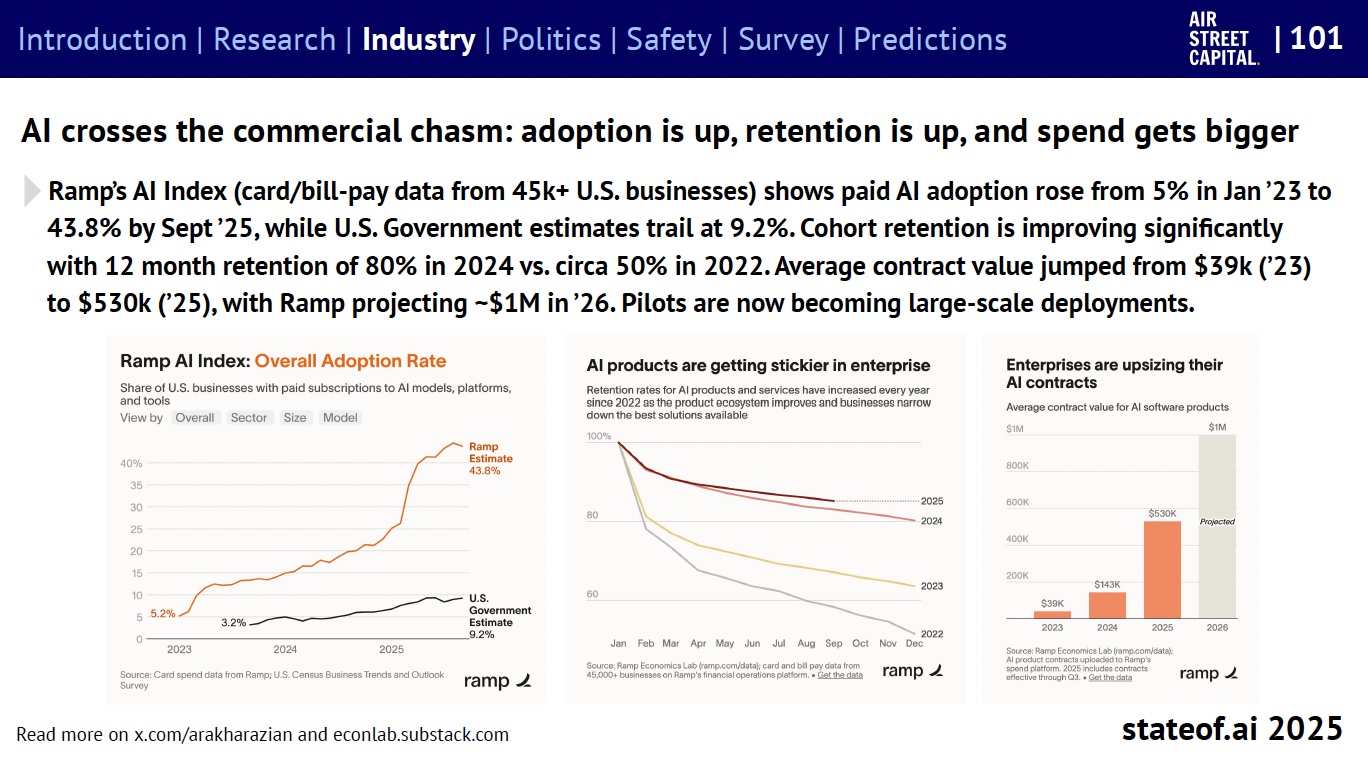 Introduction | Research | Industry | Politics | Safety | Survey | Predictions
AIR
STREET
CAPITAL.
| 101
AI crosses the commercial chasm: adoption is up, retention is up, and spend gets bigger
Ramp’s AI Index (card/bill-pay data from 45k+ U.S. businesses) shows paid AI adoption rose from 5% in Jan ’23 to
43.8% by Sept ’25, while U.S. Government estimates trail at 9.2%. Cohort retention is improving significantly
with 12 month retention of 80% in 2024 vs. circa 50% in 2022. Average contract value jumped from $39k (’23)
to $530k (’25), with Ramp projecting ~$1M in ’26. Pilots are now becoming large-scale deployments.
Ramp AI Index: Overall Adoption Rate
Share of U.S. businesses with paid subscriptions to AI models, platforms,
and tools
View by Overall Sector Size Model
40%
35
30
25
20
15
10
5
0
5.2%
3.2%
Ramp
Estimate
43.8%
U.S.
Government
Estimate
9.2%
2023 2024 2025
Source: Card spend data from Ramp; U.S. Census Business Trends and Outlook
Survey
ramp
AI products are getting stickier in enterprise
Retention rates for AI products and services have increased every year
since 2022 as the product ecosystem improves and businesses narrow
down the best solutions available
100%
80
60
2025
2024
2023
2022
Jan Feb Mar Apr May Jun Jul Aug Sep Oct Nov Dec
Source: Ramp Economics Lab (ramp.com/data); card and bill pay data from
45,000+ businesses on Ramp's financial operations platform. • Get the data
ramp
Enterprises are upsizing their
AI contracts
Average contract value for AI software products
$1M
800K
600K
400K
200K
$39K
$143K
$530K
$1M
Projected
2023 2024 2025 2026
Source: Ramp Economics Lab (ramp.com/data);
AI product contracts uploaded to Ramp's
spend platform. 2025 includes contracts
effective through Q3. • Get the data
ramp
Read more on x.com/arakharazian and econlab.substack.com
stateof.ai 2025